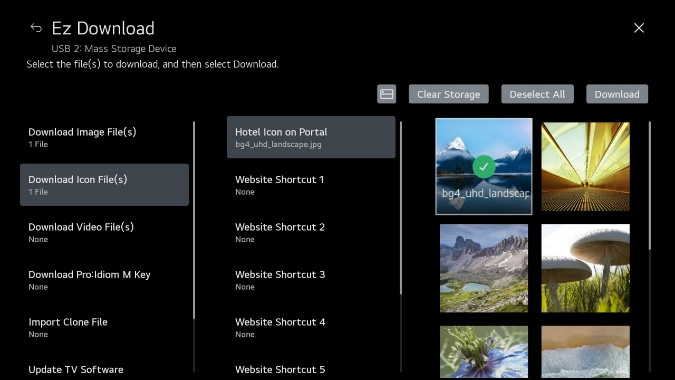 Ez Download
USB 2: Mass Storage Device
Select the file(s) to download, and then select Download.
Clear Storage
Deselect All
Download
Download Image File(s)
1 File
Download Icon File(s)
1 File
Download Video File(s)
None
Download Pro:Idiom M Key
None
Import Clone File
None
Update TV Software
Hotel Icon on Portal
bg4_uhd_landscape.jpg
Website Shortcut 1
None
Website Shortcut 2
None
Website Shortcut 3
None
Website Shortcut 4
None
Website Shortcut 5
bg4_uhd_landscap